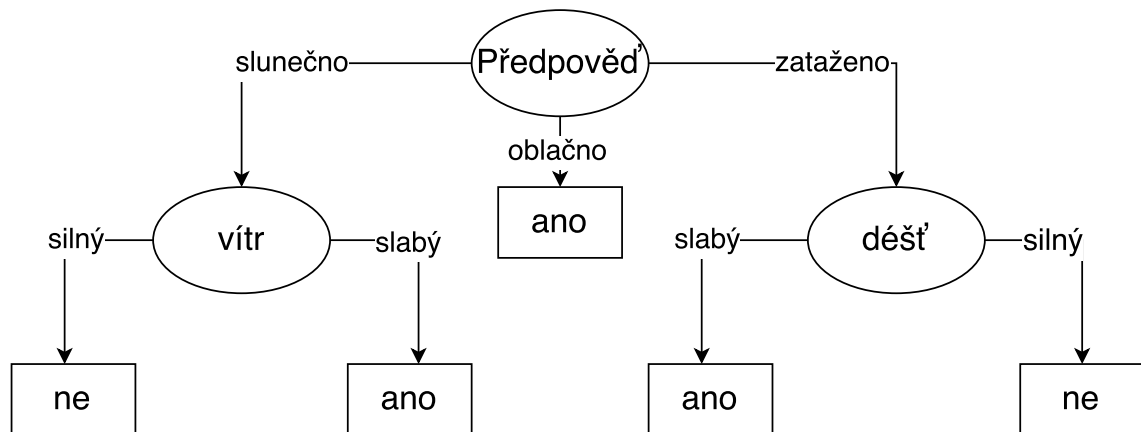 slunečno
Předpověď
zataženo
oblačno
ano
silný
vítr
slabý
slabý
déšť
silný
ne
ano
ano
ne